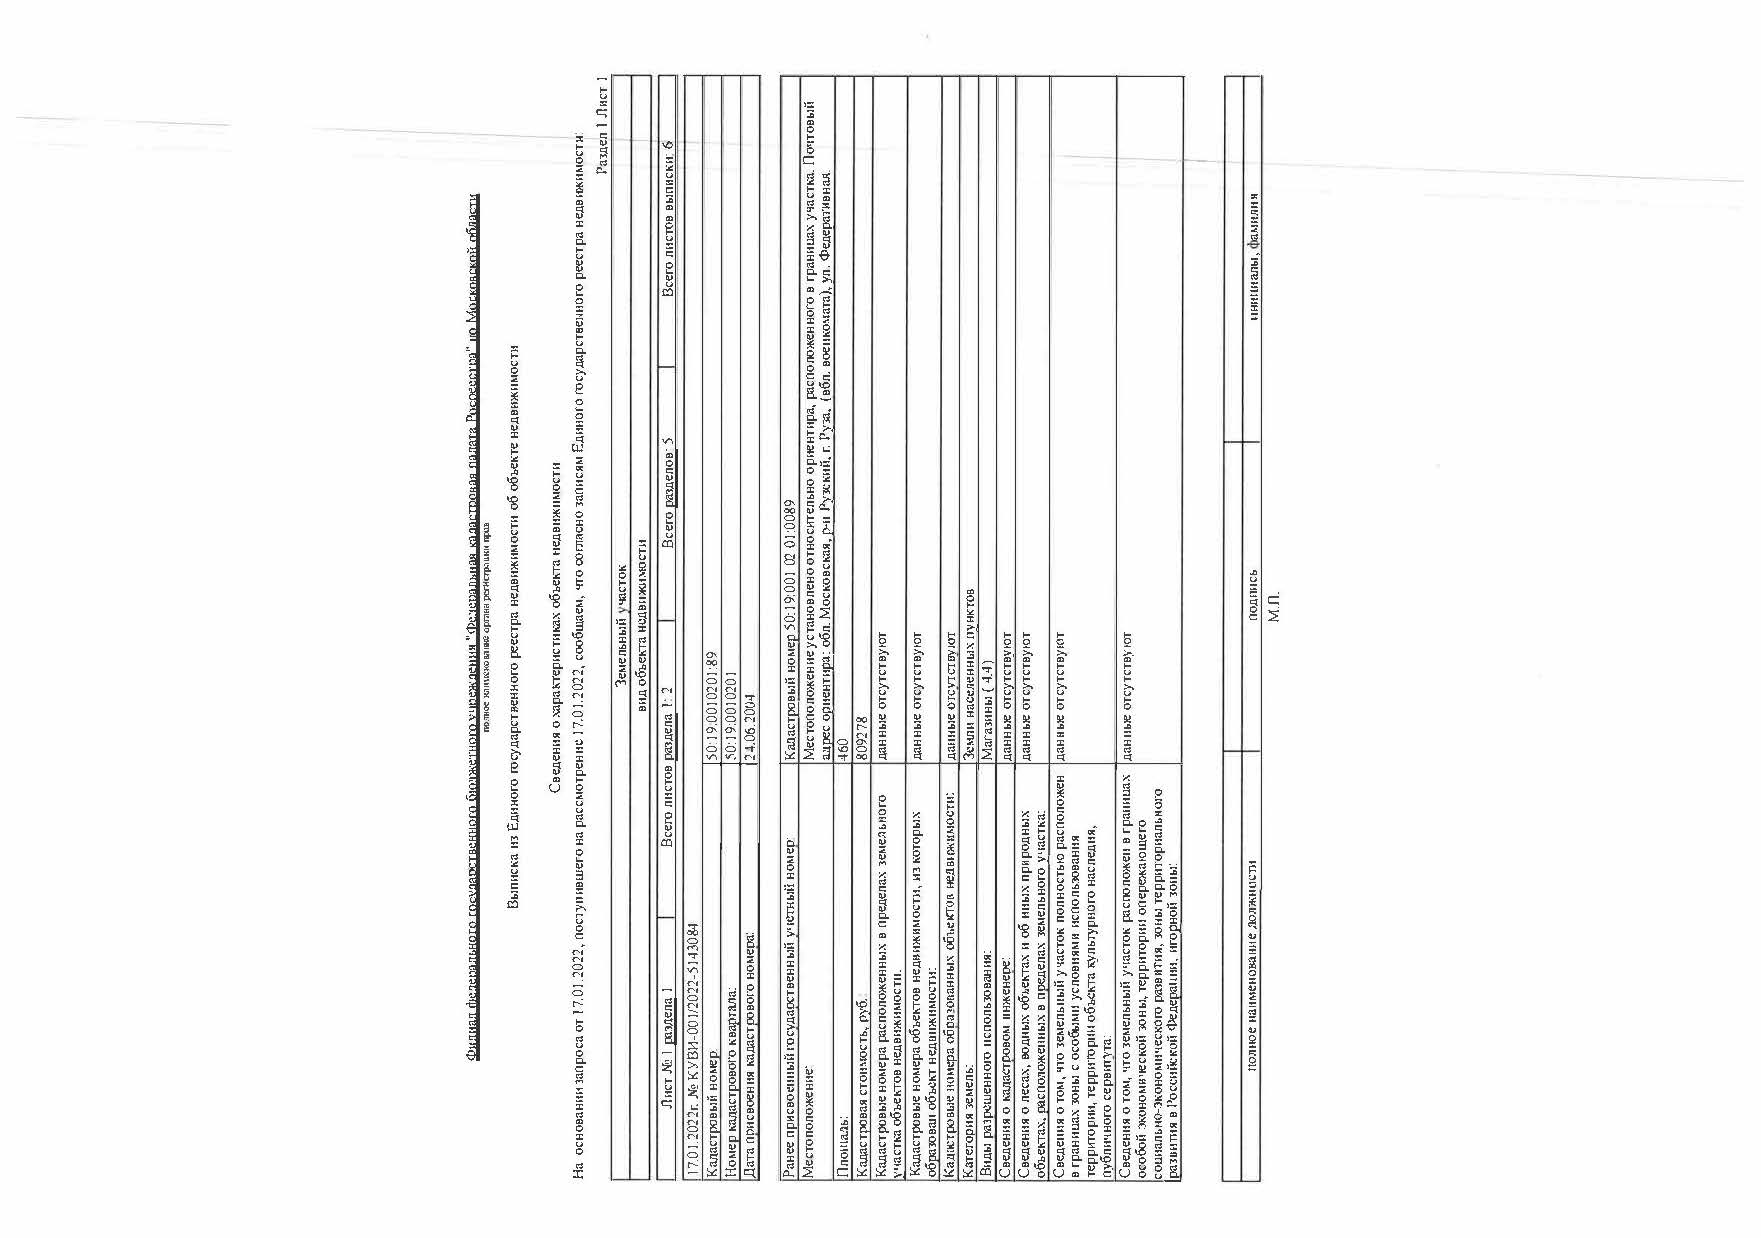 Филиал федерального государственного бюджетного учреждения "Федеральная кадастровая палата Росреестра" по Московской области
полное наименование органа регистрации прав
Выписка из Единого государственного реестра недвижимости об объекте недвижимости
Сведения о характеристиках объекта недвижимости
На основании запроса от 17.01.2022, поступившего на рассмотрение 17.01.2022, сообщаем, что согласно записям Единого государственного реестра недвижимости:
Раздел 1 Лист 1
Земельный участок
вид объекта недвижимости
Лист № 1 раздела 1 Всего листов раздела 1: 2 Всего разделов: 5 Всего листов выписки: 6
17.01.2022г. № КУВИ-001/2022-5143084
Кадастровый номер: 50:19:0010201:89
Номер кадастрового квартала: 50:19:0010201
Дата присвоения кадастрового номера: 24.06.2004
Ранее присвоенный государственный учетный номер: Кадастровый номер 50:19:001 02 01:0089
Местоположение: Местоположение установлено относительно ориентира, расположенного в границах участка. Почтовый
адрес ориентира: обл. Московская, р-н Рузский, г. Руза, (вбл. военкомата), ул. Федеративная.
Площадь: 460
Кадастровая стоимость, руб.: 809278
Кадастровые номера расположенных в пределах земельного
участка объектов недвижимости: данные отсутствуют
Кадастровые номера объектов недвижимости, из которых
образован объект недвижимости: данные отсутствуют
Кадастровые номера образованных объектов недвижимости: данные отсутствуют
Категория земель: Земли населенных пунктов
Виды разрешенного использования: Магазины ( 4.4)
Сведения о кадастровом инженере: данные отсутствуют
Сведения о лесах, водных объектах и об иных природных
объектах, расположенных в пределах земельного участка: данные отсутствуют
Сведения о том, что земельный участок полностью расположен
в границах зоны с особыми условиями использования
территории, территории объекта культурного наследия,
публичного сервитута: данные отсутствуют
Сведения о том, что земельный участок расположен в границах
особой экономической зоны, территории опережающего
социально-экономического развития, зоны территориального
развития в Российской Федерации, игорной зоны: данные отсутствуют
полное наименование должности подпись инициалы, фамилия
М.П.